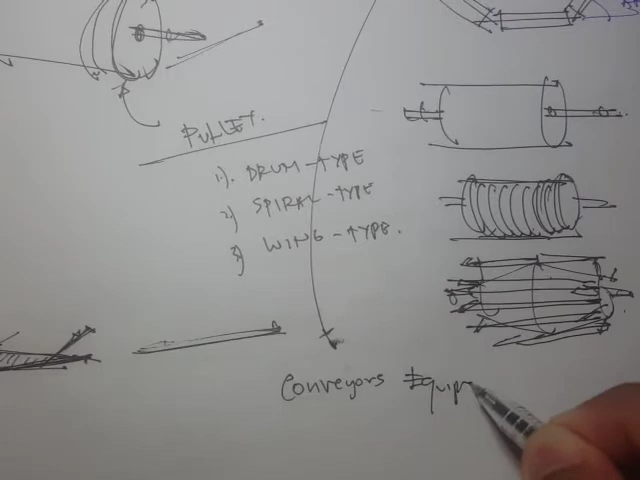 PULLEY.
1). DRUM-TYPE
2) SPIRAL-TYPE
3) WING-TYPE.
Conveyors Equip